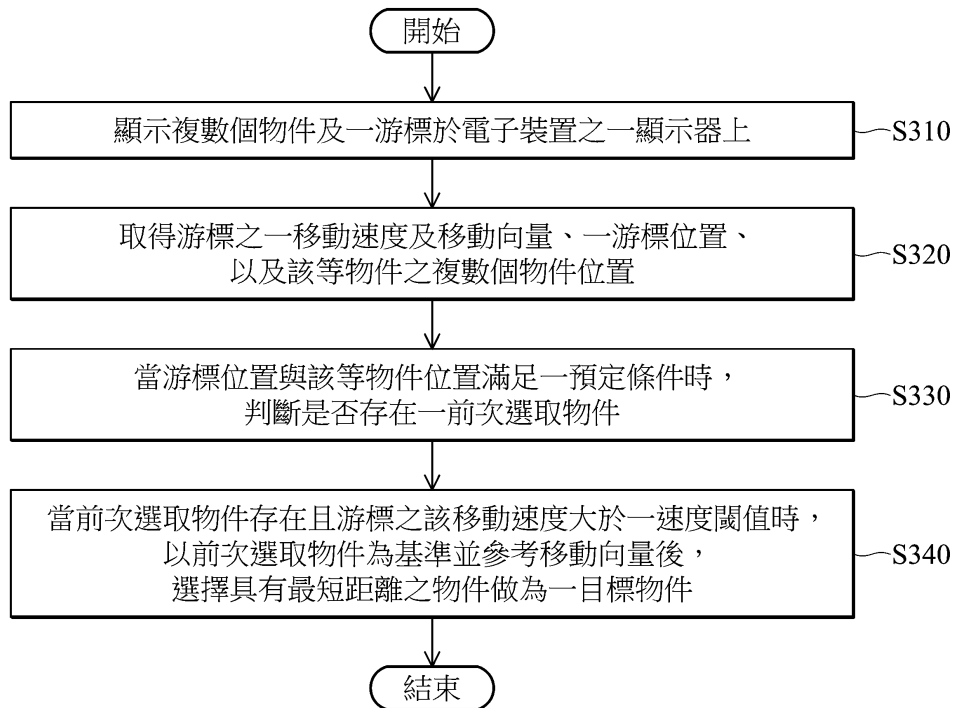 開始
顯示複數個物件及一游標於電子裝置之一顯示器上
S310
取得游標之一移動速度及移動向量、一游標位置、
以及該等物件之複數個物件位置
S320
當游標位置與該等物件位置滿足一預定條件時，
判斷是否存在一前次選取物件
S330
當前次選取物件存在且游標之該移動速度大於一速度閾值時，
以前次選取物件為基準並參考移動向量後，
選擇具有最短距離之物件做為一目標物件
S340
結束